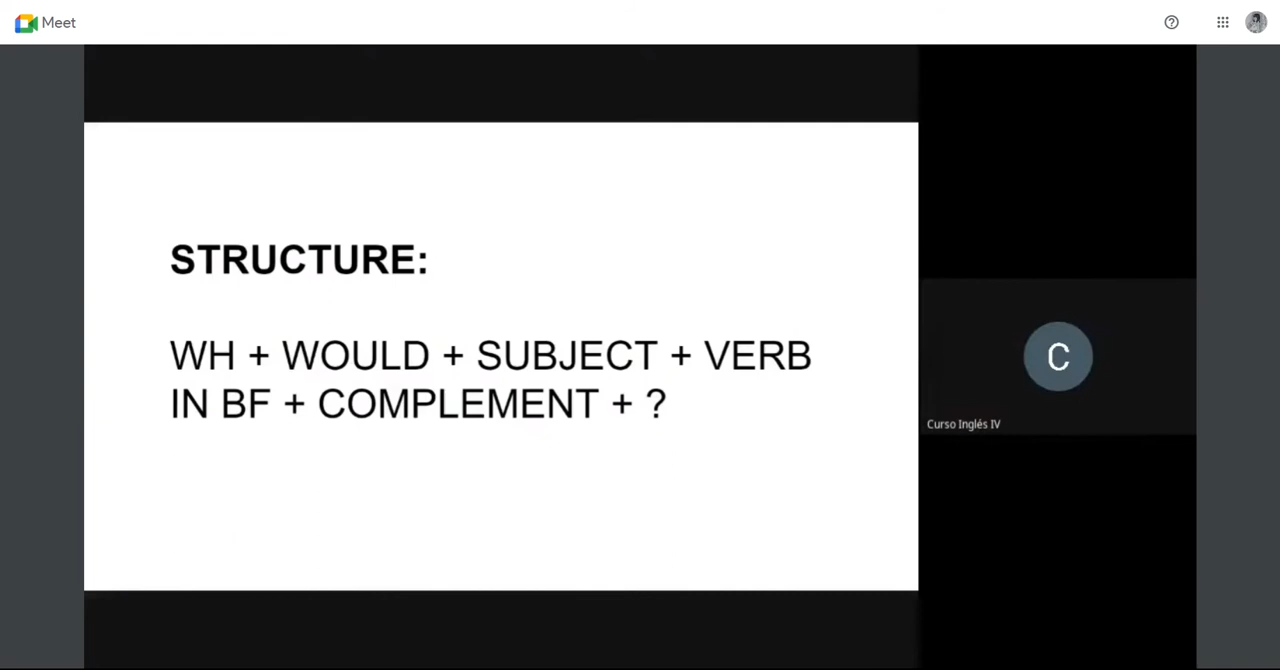 Meet
STRUCTURE:
WH + WOULD + SUBJECT + VERB
IN BF + COMPLEMENT + ?
C
Curso Inglés IV